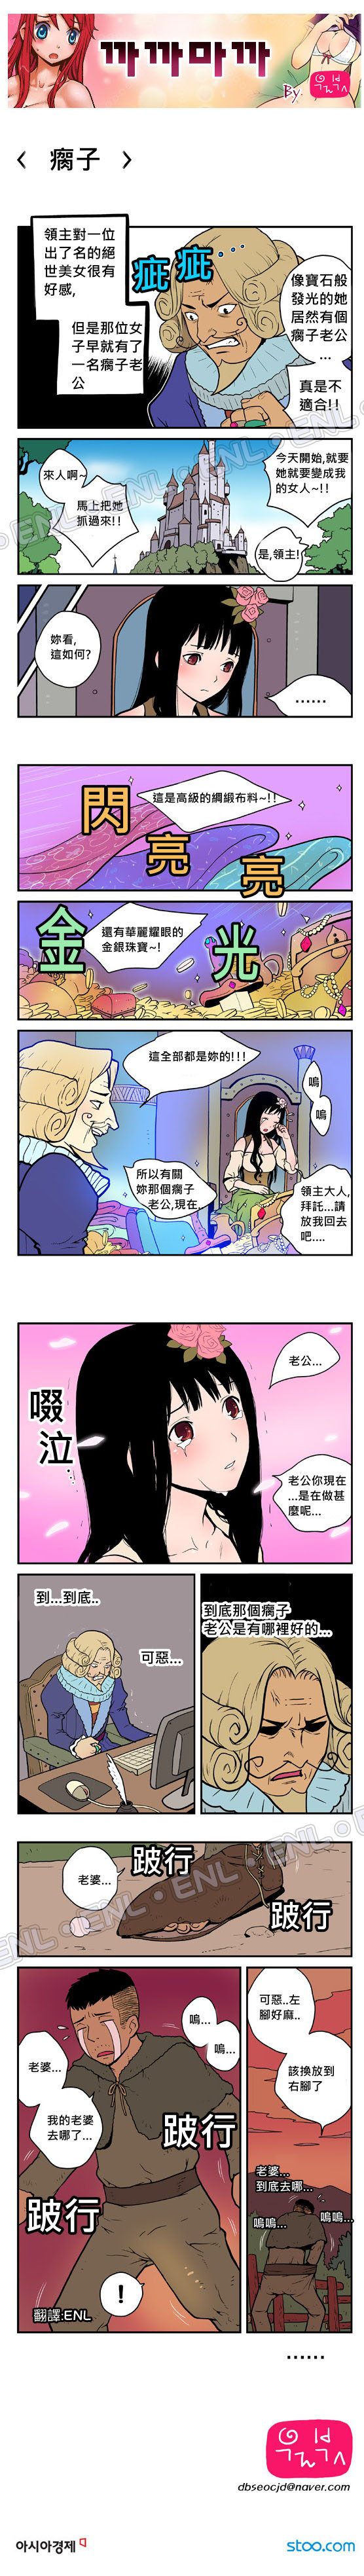 까까마까
By.
< 瘸子 >
領主對一位
出了名的絕
世美女很有
好感,
但是那位女
子早就有了
一名瘸子老
公
疵 疵...
像寶石般
發光的她
居然有個
瘸子老公
...
真是不
適合!!
來人啊~
馬上把她
抓過來!!
今天開始,就要
她就要變成我
的女人~!!
是,領主!
妳看,
這如何?
......
這是高級的綢緞布料~!!
閃
亮
亮
金
還有華麗耀眼的
金銀珠寶~!
光
這全部都是妳的!!!
嗚
嗚
所以有關
妳那個瘸子
老公,現在,
領主大人,
拜託...請
放我回去
吧....
老公...
啜
泣
...
老公你現在
...是在做甚
麼呢...
到...到底..
可惡...
到底那個瘸子
老公是有哪裡好的...
老婆...
跛行
跛行
嗚...
嗚...
老婆...
我的老婆
去哪了...
跛行
跛行
!
翻譯:ENL
可惡..左
腳好麻..
該換放到
右腳了
老婆...
到底去哪...
嗚嗚...
嗚嗚...
......
dbseocjd@naver.com
아시아경제
stoo.com
ENL • ENL • ENL • ENL
ENL • ENL • ENL • ENL